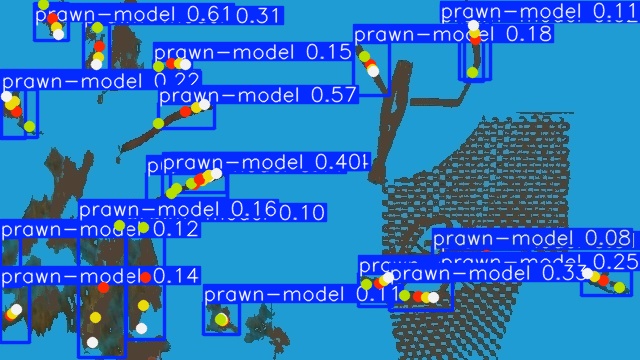 prawn-model 0.61 0.31
prawn-model 0.11
prawn-model 0.18
prawn-model 0.15
prawn-model 0.22
prawn-model 0.57
prawn-model 0.40
prawn-model 0.16 0.10
prawn-model 0.12
prawn-model 0.08
prawn-model 0.25
prawn-model 0.33
prawn-model 0.14
prawn-model 0.11